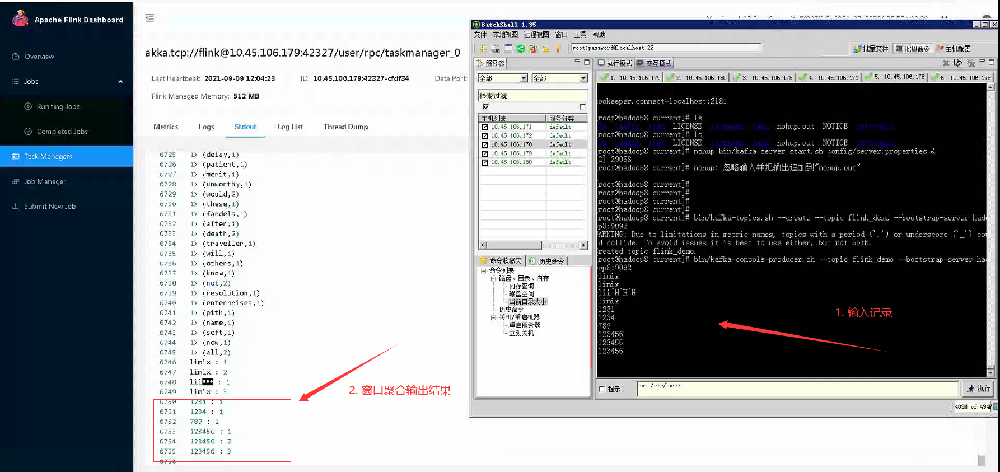 Apache Flink Dashboard
Overview
Jobs
Running Jobs
Completed Jobs
Task Managers
Job Manager
Submit New Job
akka.tcp://flink@10.45.106.179:42327/user/rpc/taskmanager_0
Last Heartbeat: 2021-09-09 12:04:23 ID: 10.45.106.179:42327-cfdf34 Data Port:
Flink Managed Memory: 512 MB
Metrics Logs Stdout Log List Thread Dump
6725 1> (delay,1)
6726 1> (patient,1)
6727 1> (merit,1)
6728 1> (unworthy,1)
6729 1> (would,2)
6730 1> (these,1)
6731 1> (fardels,1)
6732 1> (after,1)
6733 1> (death,2)
6734 1> (traveller,1)
6735 1> (will,1)
6736 1> (others,1)
6737 1> (know,1)
6738 1> (not,2)
6739 1> (resolution,1)
6740 1> (enterprises,1)
6741 1> (pith,1)
6742 1> (name,1)
6743 1> (soft,1)
6744 1> (now,1)
6745 1> (all,2)
6746 limix : 1
6747 limix : 2
6748 lii••• : 1
6749 limix : 3
6750 1231 : 1
6751 1234 : 1
6752 789 : 1
6753 123456 : 1
6754 123456 : 2
6755 123456 : 3
6756
2. 窗口聚合输出结果
BatchShell 1.35
文件 本地视图 远程视图 窗口 工具 帮助
root:password@localhost:22
批量文件 批量命令 主机配置
服务器
全部 全部
检索过滤
主机列表 服务分类
10.45.106.171 default
10.45.106.172 default
10.45.106.178 default
10.45.106.179 default
10.45.106.180 default
命令收藏夹 历史命令
命令列表
磁盘、目录、内存
内存查询
磁盘空间
当前目录大小
历史命令
关机/重启机器
重启服务器
立刻关机
执行模式 交互模式
1. 10.45.106.179 2. 10.45.106.180 3. 10.45.106.178 4. 10.45.106.171 5. 10.45.106.178 6. 10.45.106.178
ookeeper.connect=localhost:2181
[root@hadoop8 current]# ls
LICENSE nohup.out NOTICE
[root@hadoop8 current]# ls
LICENSE nohup.out NOTICE
[root@hadoop8 current]# nohup bin/kafka-server-start.sh config/server.properties &
[2] 29058
[root@hadoop8 current]# nohup: 忽略输入并把输出追加到"nohup.out"
[root@hadoop8 current]#
[root@hadoop8 current]#
[root@hadoop8 current]#
[root@hadoop8 current]#
[root@hadoop8 current]# bin/kafka-topics.sh --create --topic flink_demo --bootstrap-server had
op8:9092
WARNING: Due to limitations in metric names, topics with a period ('.') or underscore ('_') cou
d collide. To avoid issues it is best to use either, but not both.
reated topic flink_demo.
[root@hadoop8 current]# bin/kafka-console-producer.sh --topic flink_demo --bootstrap-server had
op8:9092
limix
limix
lii^H^H^H
limix
1231
1234
789
123456
123456
123456
1. 输入记录
提示 cat /etc/hosts 执行
483M of 494M